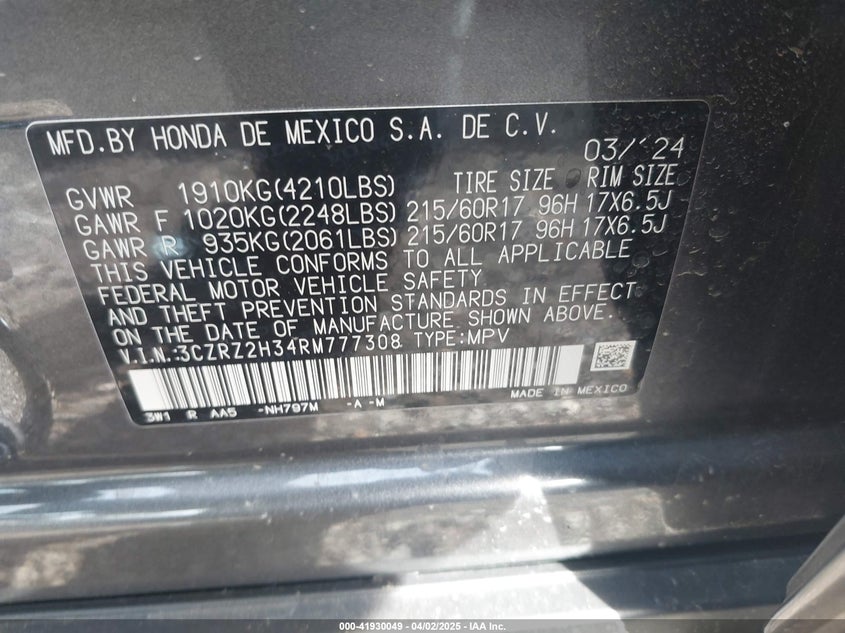 MFD.BY HONDA DE MEXICO S.A. DE C.V.
03/'24
GVWR 1910KG(4210LBS) TIRE SIZE RIM SIZE
GAWR F 1020KG(2248LBS) 215/60R17 96H 17X6.5J
GAWR R 935KG(2061LBS) 215/60R17 96H 17X6.5J
THIS VEHICLE CONFORMS TO ALL APPLICABLE
FEDERAL MOTOR VEHICLE SAFETY
AND THEFT PREVENTION STANDARDS IN EFFECT
ON THE DATE OF MANUFACTURE SHOWN ABOVE.
V.I.N.:3CZRZ2H34RM777308 TYPE:MPV
MADE IN MEXICO
3W1 R AA5 -NH797M -A -M
000-41930049 - 04/02/2025 - IAA Inc.